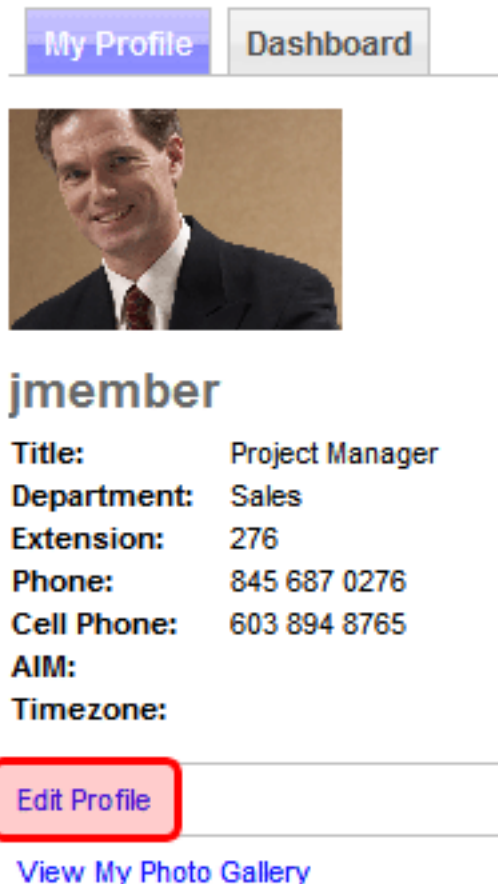 My Profile Dashboard
jmember
Title: Project Manager
Department: Sales
Extension: 276
Phone: 845 687 0276
Cell Phone: 603 894 8765
AIM:
Timezone:
Edit Profile
View My Photo Gallery